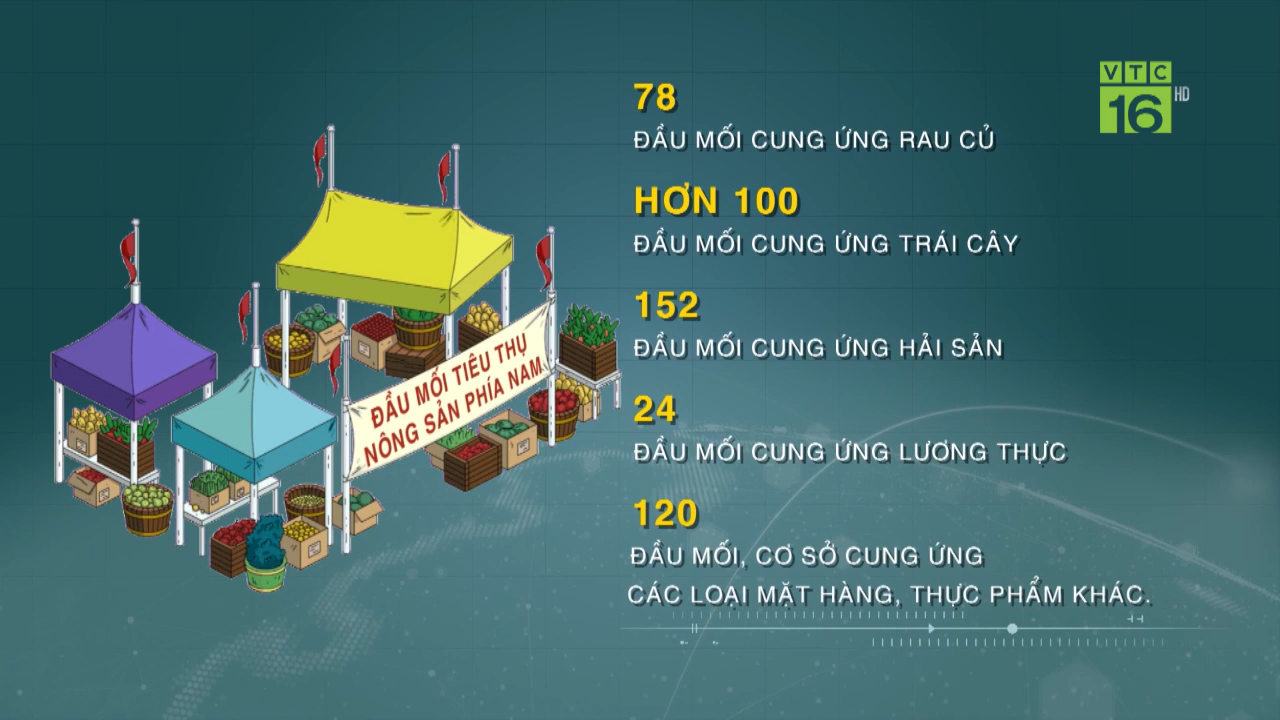 VTC
16
HD
78
ĐẦU MỐI CUNG ỨNG RAU CỦ
HƠN 100
ĐẦU MỐI CUNG ỨNG TRÁI CÂY
152
ĐẦU MỐI CUNG ỨNG HẢI SẢN
24
ĐẦU MỐI CUNG ỨNG LƯƠNG THỰC
120
ĐẦU MỐI, CƠ SỞ CUNG ỨNG
CÁC LOẠI MẶT HÀNG, THỰC PHẨM KHÁC.
ĐẦU MỐI TIÊU THỤ
NÔNG SẢN PHÍA NAM